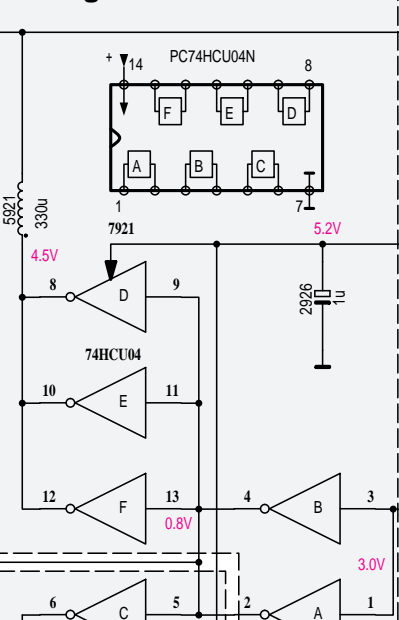 PC74HCU04N
+ 14 8
F E D
A B C
1 7
5921
330u
7921 5.2V
4.5V
8 D 9
2926
1u
74HCU04
10 E 11
12 F 13 4 B 3
0.8V
3.0V
6 C 5 2 A 1